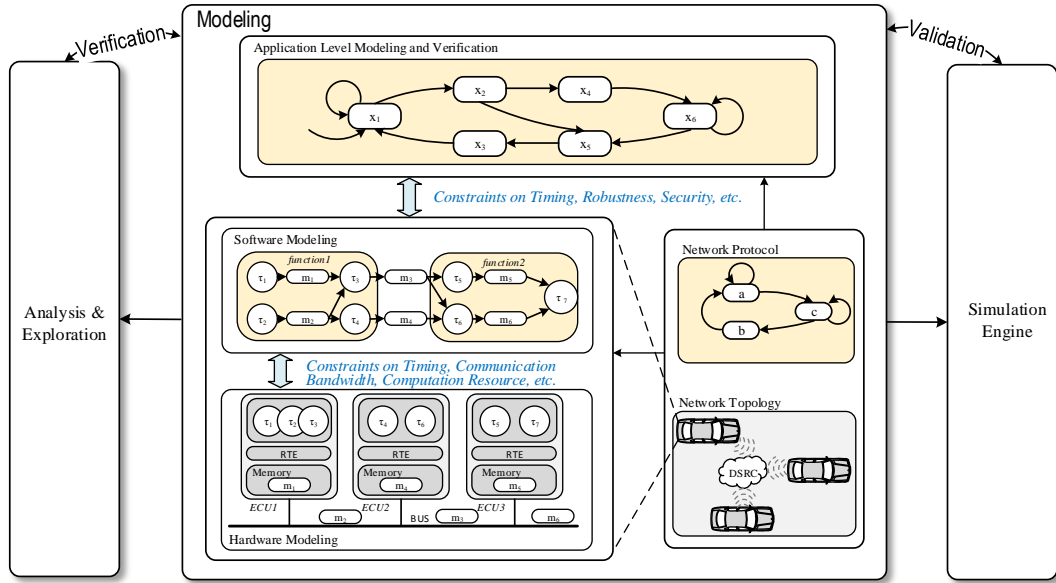 Modeling
Verification
Validation
Application Level Modeling and Verification
x2
x4
x1
x6
x3
x5
Constraints on Timing, Robustness, Security, etc.
Software Modeling
function1
function2
τ1
m1
τ3
m3
τ5
m5
τ7
τ2
m2
τ4
m4
τ6
m6
Constraints on Timing, Communication
Bandwidth, Computation Resource, etc.
τ1
τ2
τ3
τ4
τ6
τ5
τ7
RTE
RTE
RTE
Memory
Memory
Memory
m1
m4
m5
ECU1
ECU2
ECU3
m2
BUS
m3
m6
Hardware Modeling
Network Protocol
a
c
b
Network Topology
DSRC
Analysis &
Exploration
Simulation
Engine